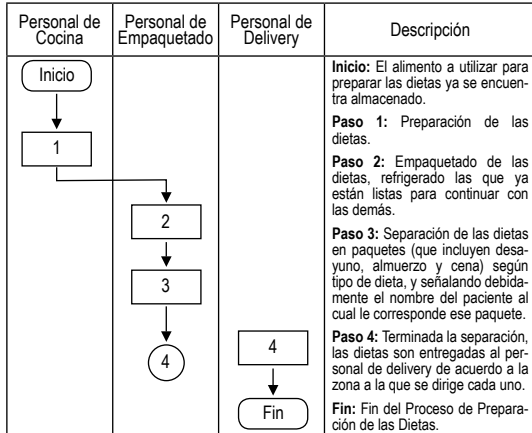 Personal de
Cocina
Personal de
Empaquetado
Personal de
Delivery
Descripción
Inicio
1
2
3
4
4
Fin
Inicio: El alimento a utilizar para
preparar las dietas ya se encuen-
tra almacenado.
Paso 1: Preparación de las
dietas.
Paso 2: Empaquetado de las
dietas, refrigerado las que ya
están listas para continuar con
las demás.
Paso 3: Separación de las dietas
en paquetes (que incluyen desa-
yuno, almuerzo y cena) según
tipo de dieta, y señalando debida-
mente el nombre del paciente al
cual le corresponde ese paquete.
Paso 4: Terminada la separación,
las dietas son entregadas al per-
sonal de delivery de acuerdo a la
zona a la que se dirige cada uno.
Fin: Fin del Proceso de Prepara-
ción de las Dietas.